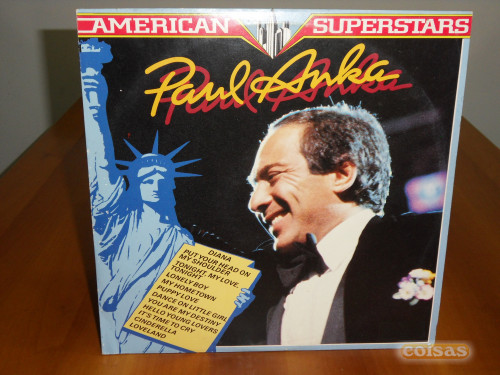 AMERICAN SUPERSTARS
Paul Anka
DIANA
PUT YOUR HEAD ON
MY SHOULDER
TONIGHT, MY LOVE,
TONIGHT
LONELY BOY
MY HOMETOWN
PUPPY LOVE
DANCE ON LITTLE GIRL
YOU ARE MY DESTINY
HELLO YOUNG LOVERS
IT'S TIME TO CRY
CINDERELLA
LOVELAND
coisas